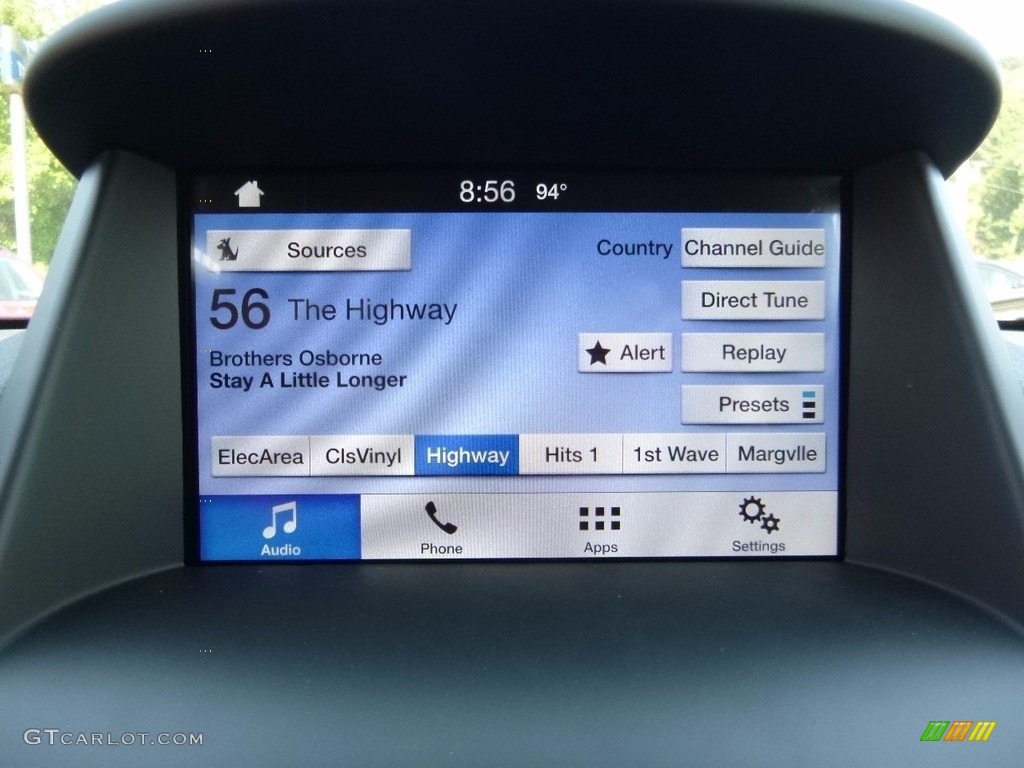 8:56 94°
Sources
Country Channel Guide
56 The Highway
Direct Tune
Brothers Osborne
Stay A Little Longer
Alert
Replay
Presets
ElecArea ClsVinyl Highway Hits 1 1st Wave Margvlle
Audio Phone Apps Settings
GTCARLOT.COM